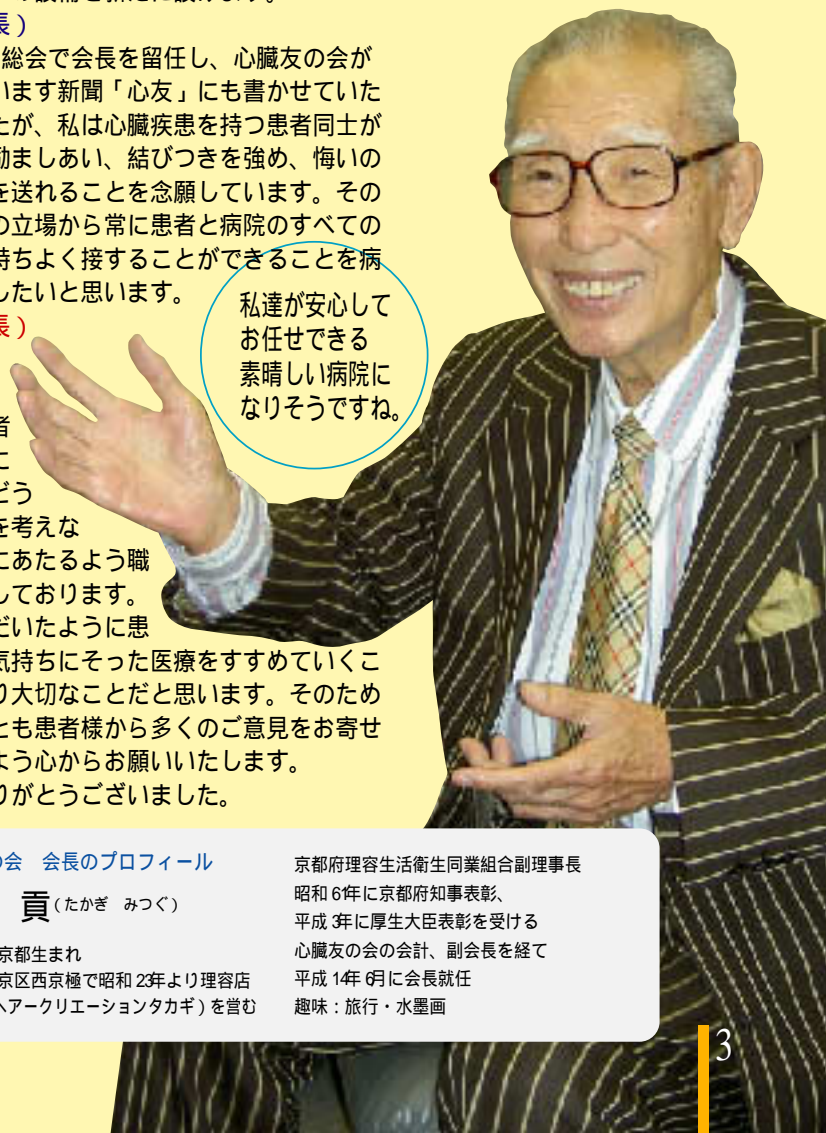 長）
総会で会長を留任し、心臓友の会が
います新聞「心友」にも書かせていた
たが、私は心臓疾患を持つ患者同士が
励ましあい、結びつきを強め、悔いの
を送れることを念願しています。その
の立場から常に患者と病院のすべての
持ちよく接することができることを病
したいと思います。
長）
私達が安心して
お任せできる
素晴しい病院に
なりそうですね。
者
に
どう
を考えな
にあたるよう職
しております。
だいたように患
気持ちにそった医療をすすめていくこ
り大切なことだと思います。そのため
とも患者様から多くのご意見をお寄せ
よう心からお願いいたします。
りがとうございました。
の会　会長のプロフィール
貢（たかぎ　みつぐ）
京都生まれ
京区西京極で昭和23年より理容店
ヘアークリエーションタカギ）を営む
京都府理容生活衛生同業組合副理事長
昭和61年に京都府知事表彰、
平成3年に厚生大臣表彰を受ける
心臓友の会の会計、副会長を経て
平成14年6月に会長就任
趣味：旅行・水墨画
3